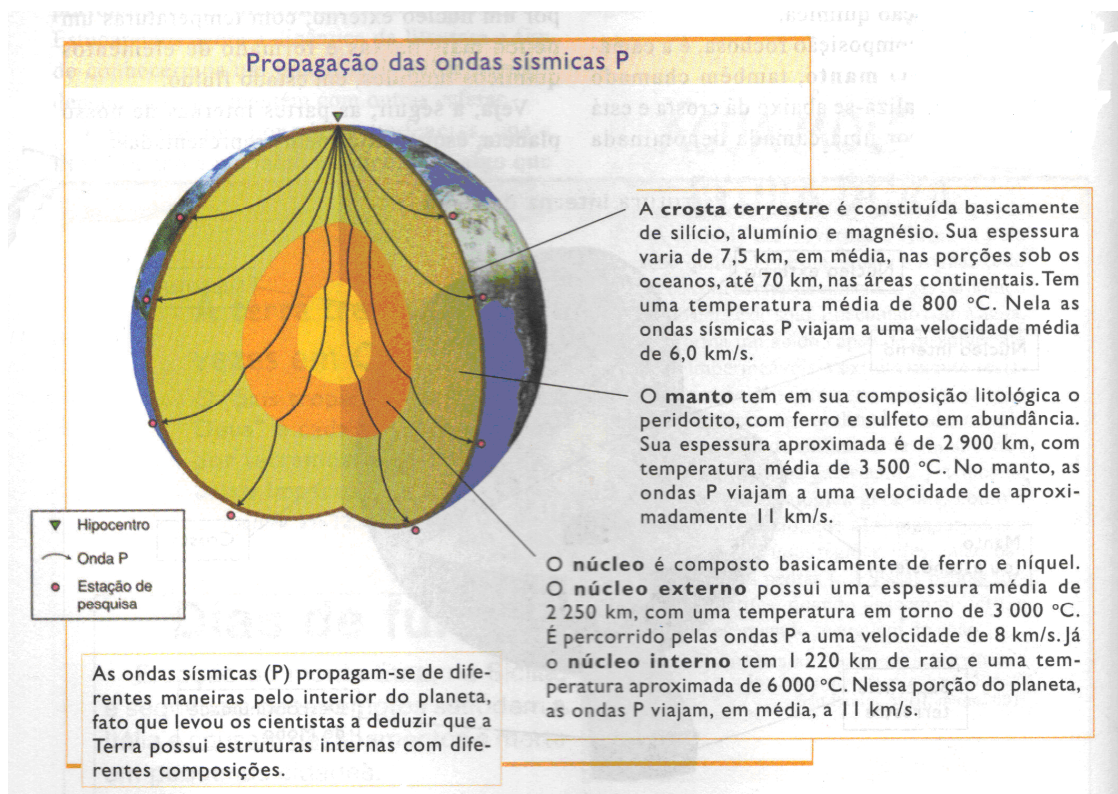 Propagação das ondas sísmicas P
A crosta terrestre é constituída basicamente
de silício, alumínio e magnésio. Sua espessura
varia de 7,5 km, em média, nas porções sob os
oceanos, até 70 km, nas áreas continentais. Tem
uma temperatura média de 800 °C. Nela as
ondas sísmicas P viajam a uma velocidade média
de 6,0 km/s.
O manto tem em sua composição litológica o
peridotito, com ferro e sulfeto em abundância.
Sua espessura aproximada é de 2 900 km, com
temperatura média de 3 500 °C. No manto, as
ondas P viajam a uma velocidade de aproxi-
madamente 11 km/s.
O núcleo é composto basicamente de ferro e níquel.
O núcleo externo possui uma espessura média de
2 250 km, com uma temperatura em torno de 3 000 °C.
É percorrido pelas ondas P a uma velocidade de 8 km/s. Já
o núcleo interno tem 1 220 km de raio e uma tem-
peratura aproximada de 6 000 °C. Nessa porção do planeta,
as ondas P viajam, em média, a 11 km/s.
Hipocentro
Onda P
Estação de
pesquisa
As ondas sísmicas (P) propagam-se de dife-
rentes maneiras pelo interior do planeta,
fato que levou os cientistas a deduzir que a
Terra possui estruturas internas com dife-
rentes composições.